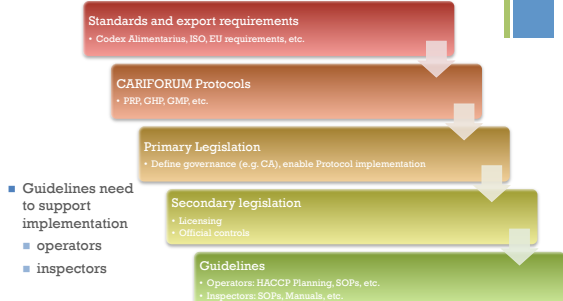 Standards and export requirements
• Codex Alimentarius, ISO, EU requirements, etc.
CARIFORUM Protocols
• PRP, GHP, GMP, etc.
Primary Legislation
• Define governance (e.g. CA), enable Protocol implementation
Secondary legislation
• Licensing
• Official controls
Guidelines
• Operators: HACCP Planning, SOPs, etc.
• Inspectors: SOPs, Manuals, etc.
Guidelines need
to support
implementation
operators
inspectors